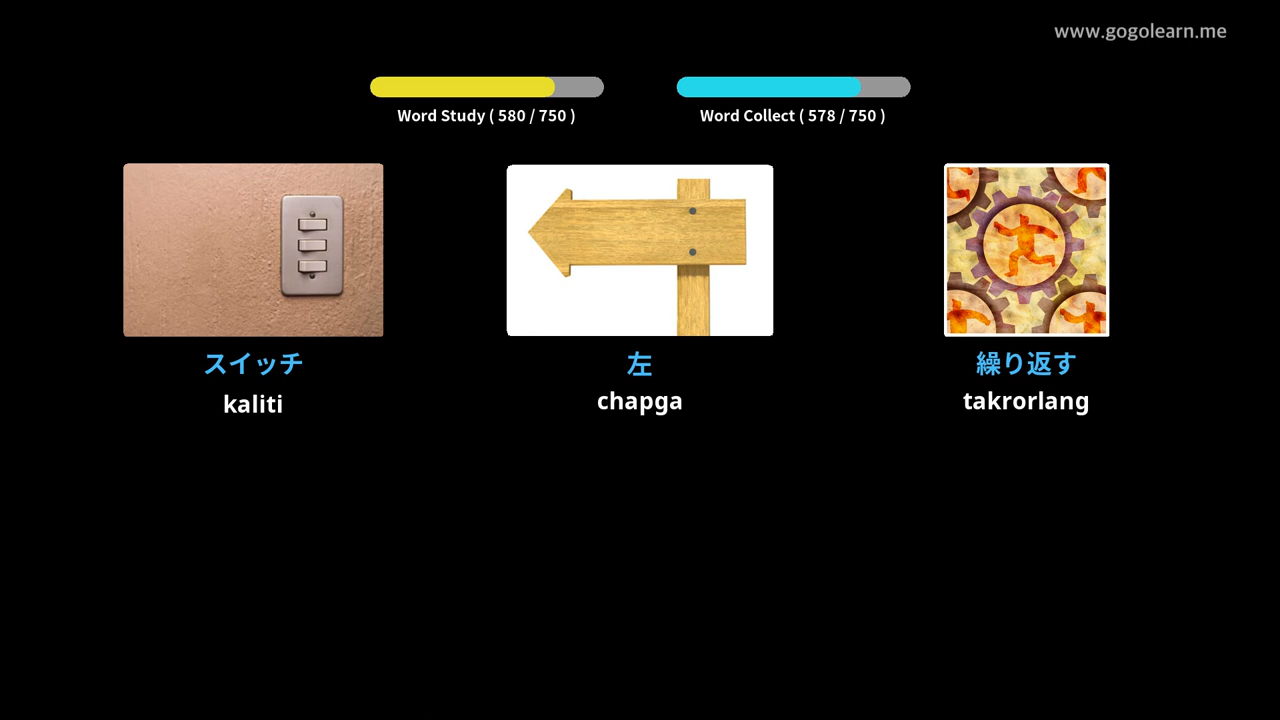 www.gogolearn.me
Word Study ( 580 / 750 )
Word Collect ( 578 / 750 )
スイッチ
左
繰り返す
kaliti
chapga
takrorlang